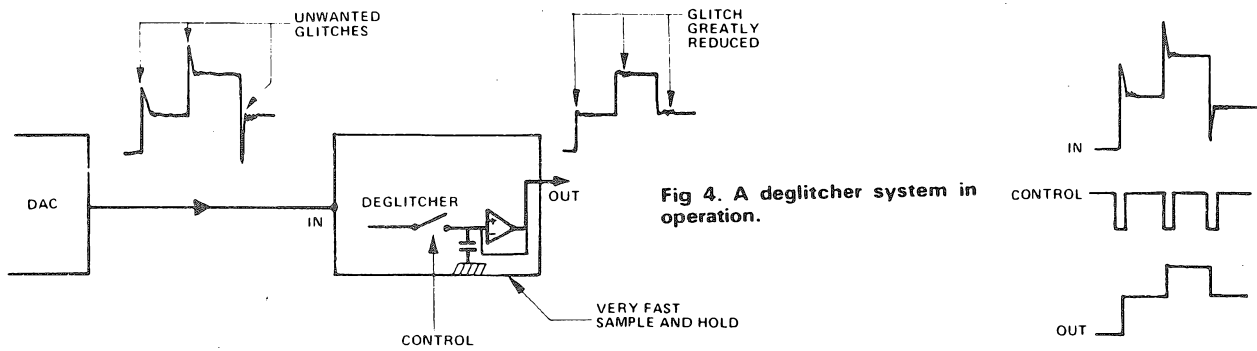 UNWANTED
GLITCHES
GLITCH
GREATLY
REDUCED
DAC
IN
DEGLITCHER
+
−
OUT
CONTROL
VERY FAST
SAMPLE AND HOLD
Fig 4. A deglitcher system in
operation.
IN
CONTROL
OUT